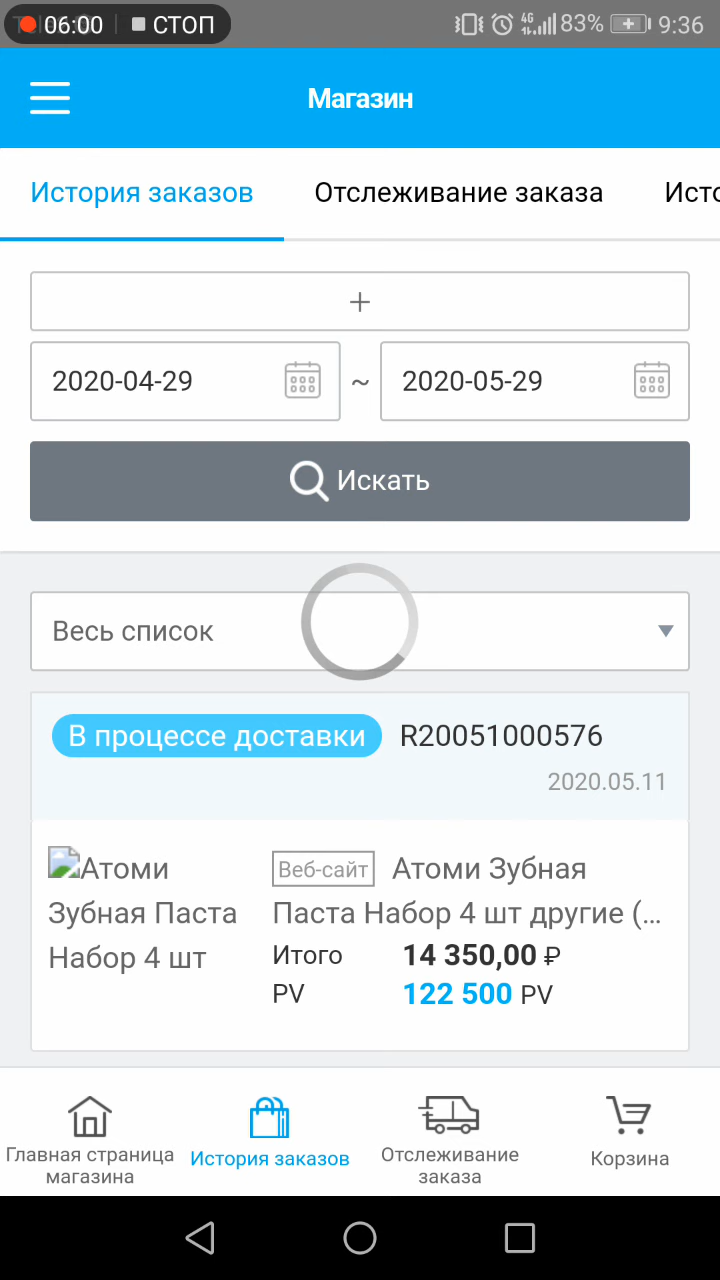 06:00 СТОП 4G 83% 9:36
Магазин
История заказов Отслеживание заказа Исто
+
2020-04-29 ~ 2020-05-29
Искать
Весь список
В процессе доставки R20051000576
2020.05.11
Атоми
Зубная Паста
Набор 4 шт
Веб-сайт Атоми Зубная
Паста Набор 4 шт другие (...
Итого 14 350,00 ₽
PV 122 500 PV
Главная страница
магазина
История заказов
Отслеживание
заказа
Корзина